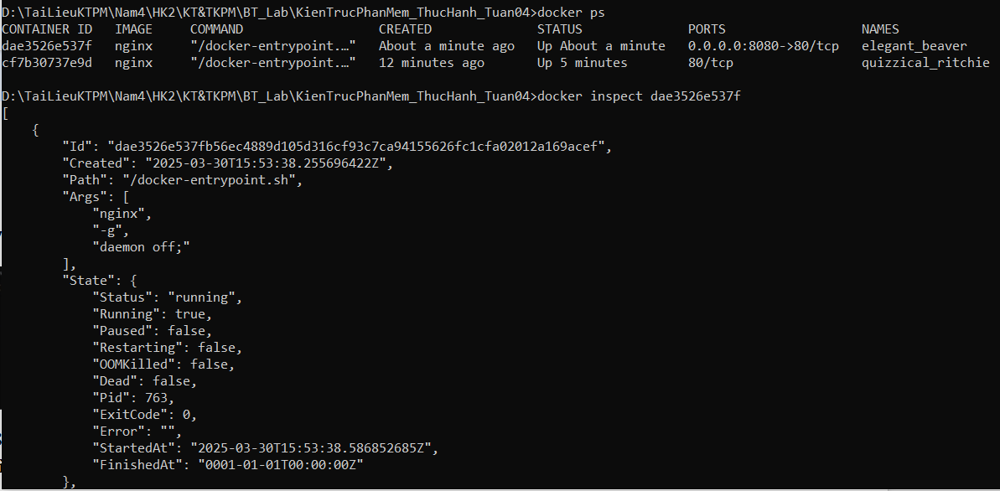 D:\TaiLieuKTPM\Nam4\HK2\KT&TKPM\BT_Lab\KienTrucPhanMem_ThucHanh_Tuan04>docker ps
CONTAINER ID   IMAGE     COMMAND                  CREATED              STATUS              PORTS                  NAMES
dae3526e537f   nginx     "/docker-entrypoint.…"   About a minute ago   Up About a minute   0.0.0.0:8080->80/tcp   elegant_beaver
cf7b30737e9d   nginx     "/docker-entrypoint.…"   12 minutes ago       Up 5 minutes        80/tcp                 quizzical_ritchie
D:\TaiLieuKTPM\Nam4\HK2\KT&TKPM\BT_Lab\KienTrucPhanMem_ThucHanh_Tuan04>docker inspect dae3526e537f
[
    {
        "Id": "dae3526e537fb56ec4889d105d316cf93c7ca94155626fc1cfa02012a169acef",
        "Created": "2025-03-30T15:53:38.255696422Z",
        "Path": "/docker-entrypoint.sh",
        "Args": [
            "nginx",
            "-g",
            "daemon off;"
        ],
        "State": {
            "Status": "running",
            "Running": true,
            "Paused": false,
            "Restarting": false,
            "OOMKilled": false,
            "Dead": false,
            "Pid": 763,
            "ExitCode": 0,
            "Error": "",
            "StartedAt": "2025-03-30T15:53:38.586852685Z",
            "FinishedAt": "0001-01-01T00:00:00Z"
        },